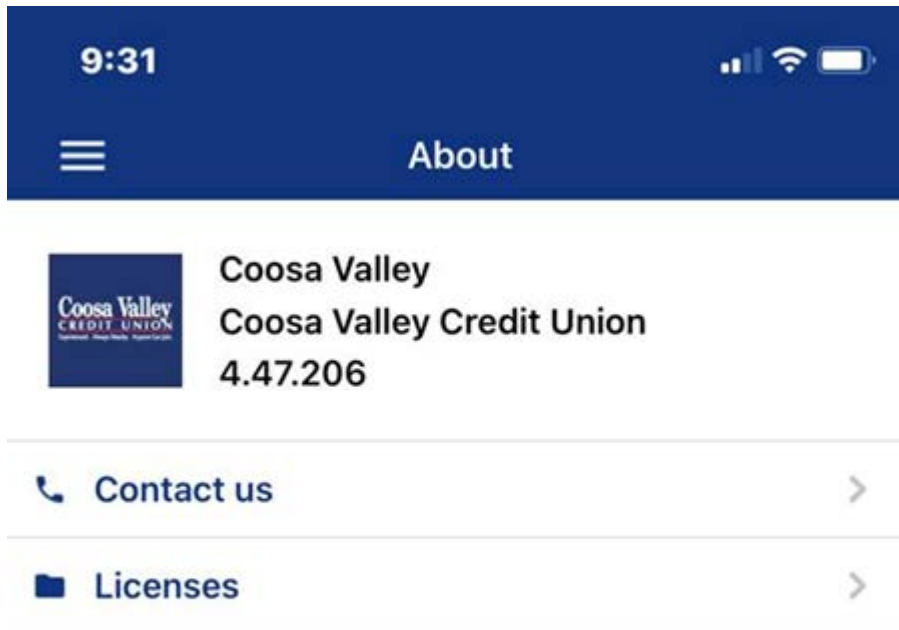 9:31
About
Coosa Valley
CREDIT UNION
Coosa Valley
Coosa Valley Credit Union
4.47.206
Contact us
Licenses